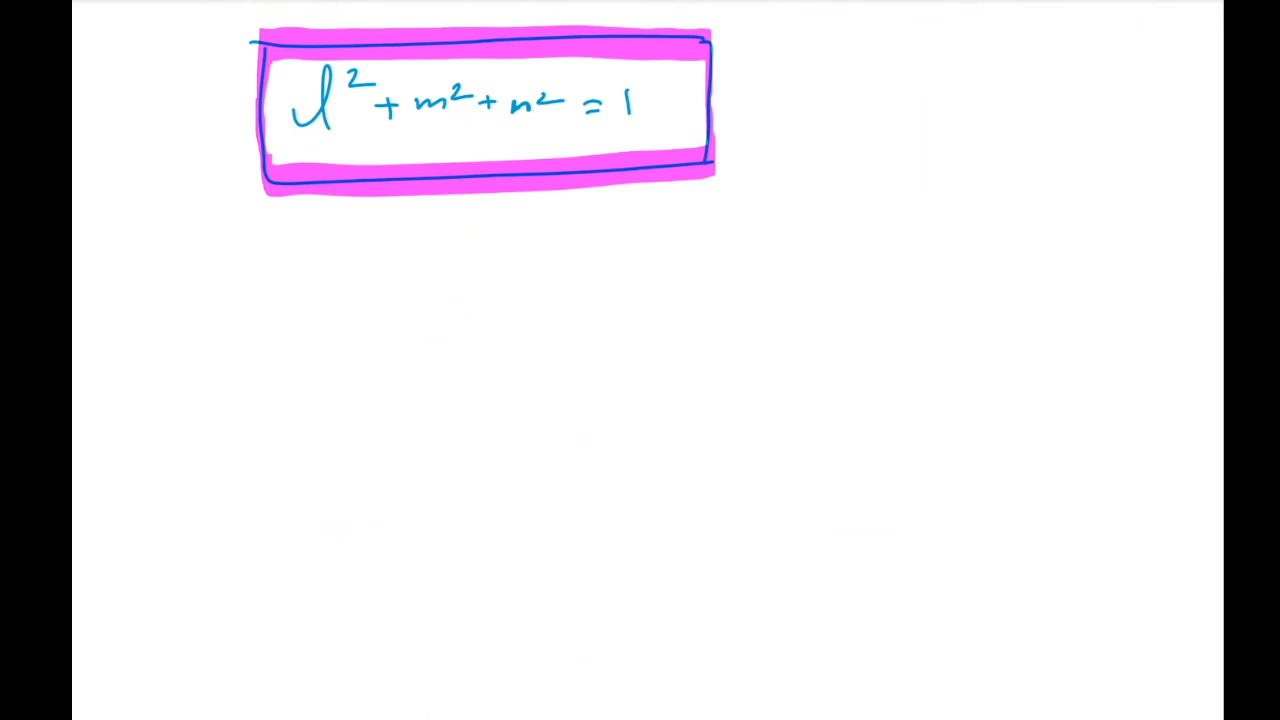 l² + m² + n² = 1